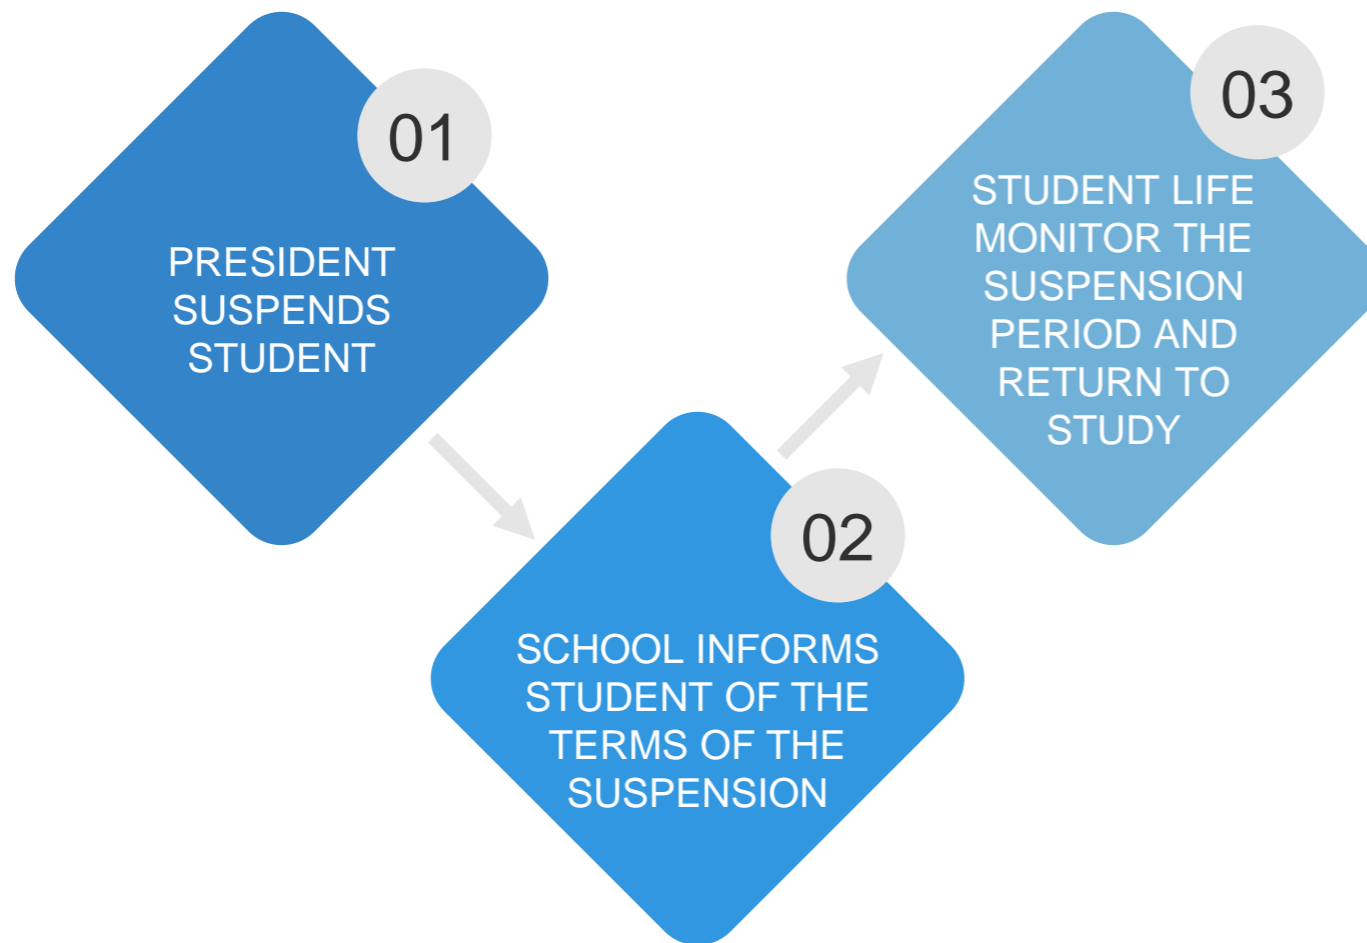 01
PRESIDENT
SUSPENDS
STUDENT
02
SCHOOL INFORMS
STUDENT OF THE
TERMS OF THE
SUSPENSION
03
STUDENT LIFE
MONITOR THE
SUSPENSION
PERIOD AND
RETURN TO
STUDY